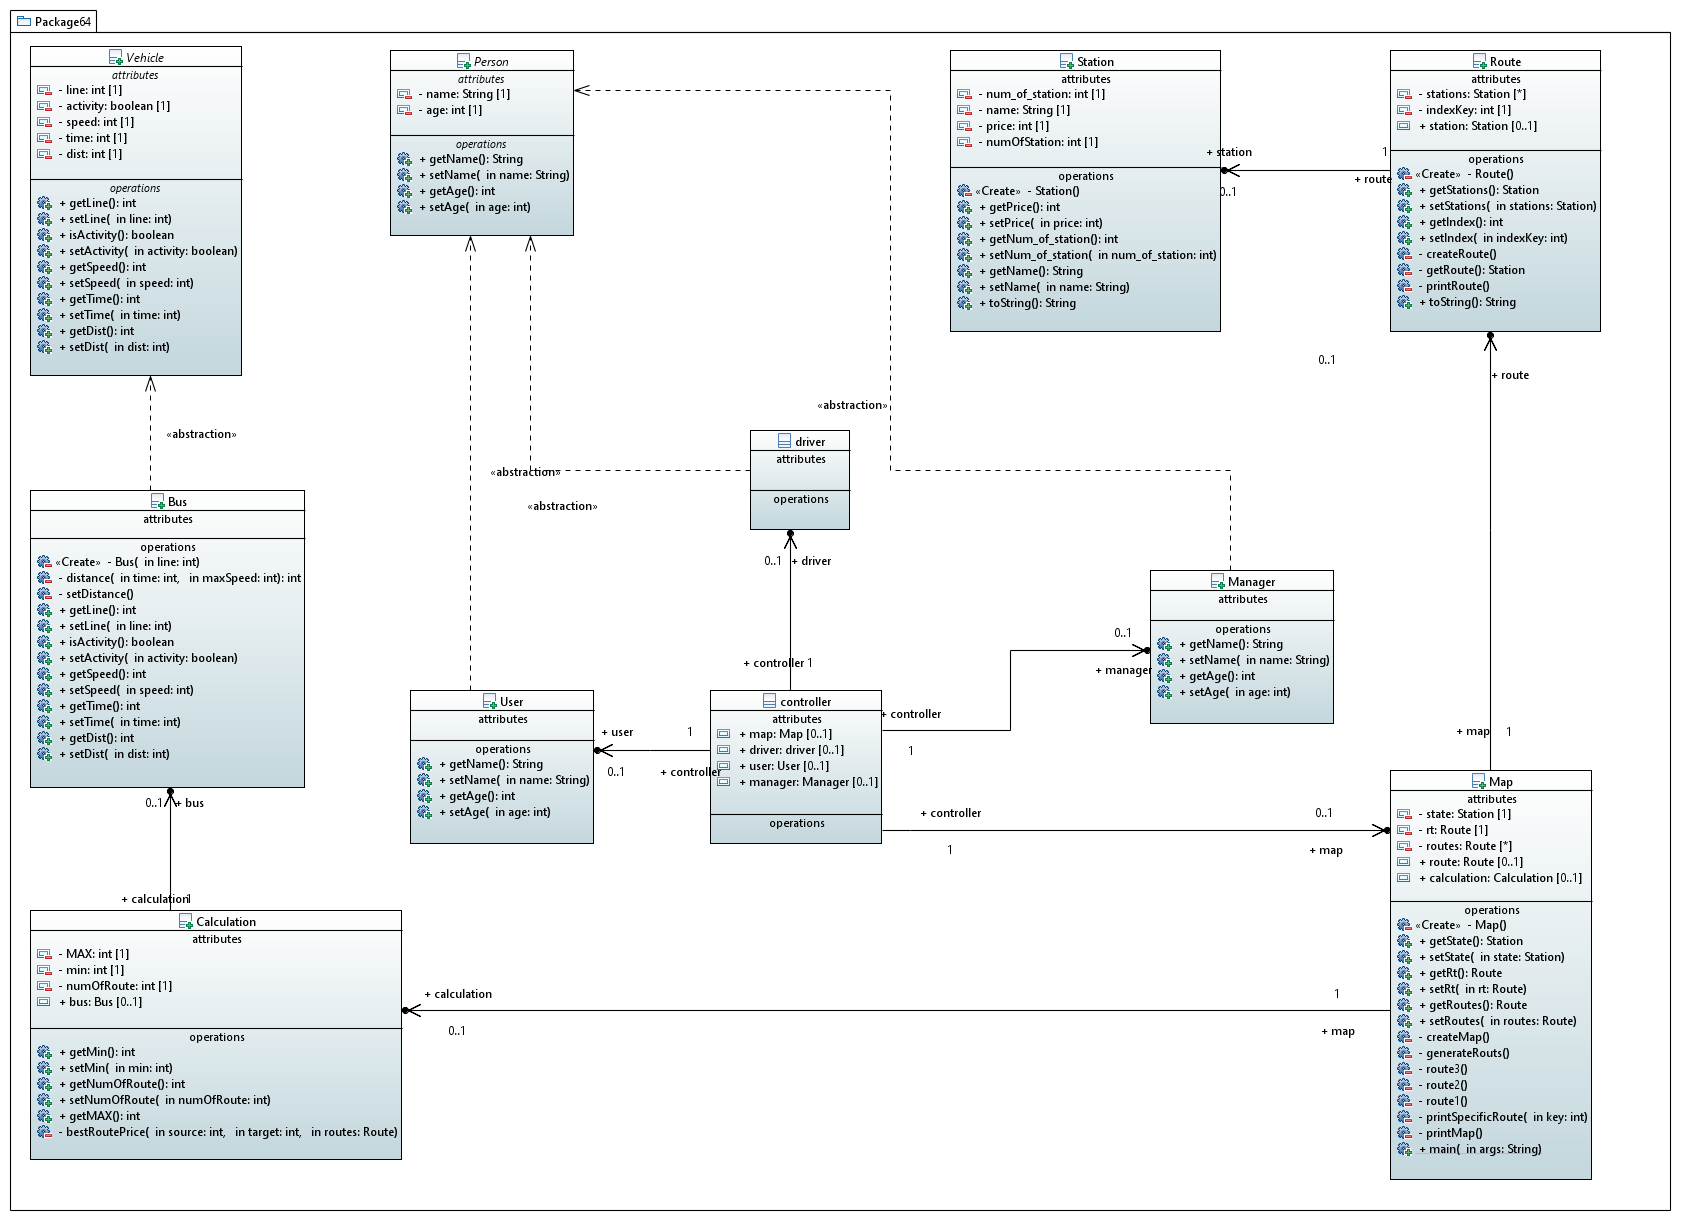 Package64
Vehicle
attributes
- line: int [1]
- activity: boolean [1]
- speed: int [1]
- time: int [1]
- dist: int [1]
operations
+ getLine(): int
+ setLine( in line: int)
+ isActivity(): boolean
+ setActivity( in activity: boolean)
+ getSpeed(): int
+ setSpeed( in speed: int)
+ getTime(): int
+ setTime( in time: int)
+ getDist(): int
+ setDist( in dist: int)
Person
attributes
- name: String [1]
- age: int [1]
operations
+ getName(): String
+ setName( in name: String)
+ getAge(): int
+ setAge( in age: int)
Station
attributes
- num_of_station: int [1]
- name: String [1]
- price: int [1]
- numOfStation: int [1]
operations
«Create» - Station()
+ getPrice(): int
+ setPrice( in price: int)
+ getNum_of_station(): int
+ setNum_of_station( in num_of_station: int)
+ getName(): String
+ setName( in name: String)
+ toString(): String
+ station
0..1
1
+ route
Route
attributes
- stations: Station [*]
- indexKey: int [1]
+ station: Station [0..1]
operations
«Create» - Route()
+ getStations(): Station
+ setStations( in stations: Station)
+ getIndex(): int
+ setIndex( in indexKey: int)
- createRoute()
- getRoute(): Station
- printRoute()
+ toString(): String
0..1
+ route
«abstraction»
«abstraction»
«abstraction»
«abstraction»
driver
attributes
operations
0..1
+ driver
+ controller 1
Bus
attributes
operations
«Create» - Bus( in line: int)
- distance( in time: int, in maxSpeed: int): int
- setDistance()
+ getLine(): int
+ setLine( in line: int)
+ isActivity(): boolean
+ setActivity( in activity: boolean)
+ getSpeed(): int
+ setSpeed( in speed: int)
+ getTime(): int
+ setTime( in time: int)
+ getDist(): int
+ setDist( in dist: int)
0..1
+ bus
+ calculation
1
Manager
attributes
operations
+ getName(): String
+ setName( in name: String)
+ getAge(): int
+ setAge( in age: int)
0..1
+ manager
+ controller
1
User
attributes
operations
+ getName(): String
+ setName( in name: String)
+ getAge(): int
+ setAge( in age: int)
+ user
0..1
1
+ controller
controller
attributes
+ map: Map [0..1]
+ driver: driver [0..1]
+ user: User [0..1]
+ manager: Manager [0..1]
operations
+ controller
1
0..1
+ map
+ map
1
Map
attributes
- state: Station [1]
- rt: Route [1]
- routes: Route [*]
+ route: Route [0..1]
+ calculation: Calculation [0..1]
operations
«Create» - Map()
+ getState(): Station
+ setState( in state: Station)
+ getRt(): Route
+ setRt( in rt: Route)
+ getRoutes(): Route
+ setRoutes( in routes: Route)
- createMap()
- generateRouts()
- route3()
- route2()
- route1()
- printSpecificRoute( in key: int)
- printMap()
+ main( in args: String)
Calculation
attributes
- MAX: int [1]
- min: int [1]
- numOfRoute: int [1]
+ bus: Bus [0..1]
operations
+ getMin(): int
+ setMin( in min: int)
+ getNumOfRoute(): int
+ setNumOfRoute( in numOfRoute: int)
+ getMAX(): int
- bestRoutePrice( in source: int, in target: int, in routes: Route)
+ calculation
0..1
1
+ map